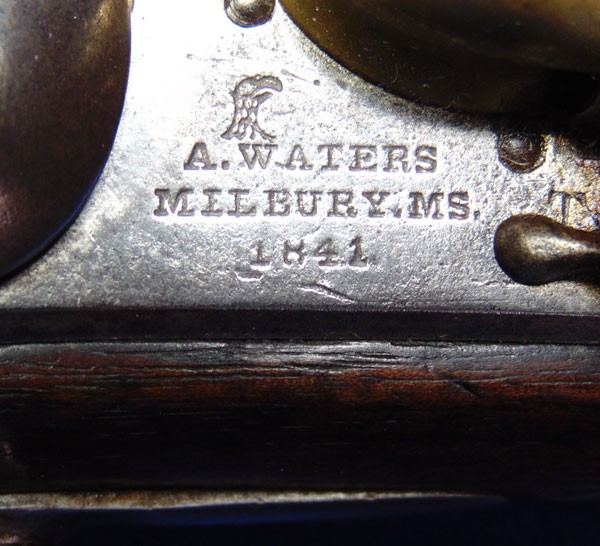 A. WATERS
MILBURY. MS.
1841
T